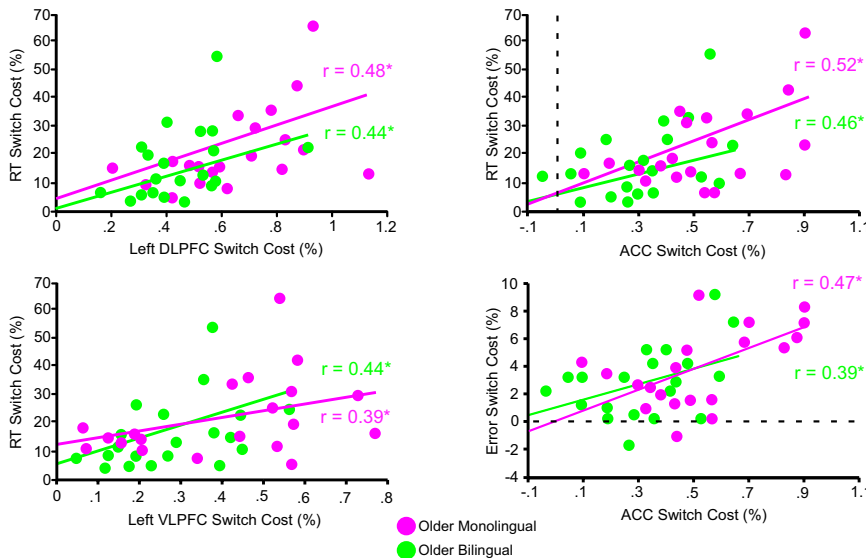 70
60
50
40
30
20
10
0
RT Switch Cost (%)
r = 0.48*
r = 0.44*
0 .2 .4 .6 .8 1 1.2
Left DLPFC Switch Cost (%)
70
60
50
40
30
20
10
0
RT Switch Cost (%)
r = 0.52*
r = 0.46*
-.1 .1 .3 .5 .7 .9 1.1
ACC Switch Cost (%)
70
60
50
40
30
20
10
0
RT Switch Cost (%)
r = 0.44*
r = 0.39*
0 .1 .2 .3 .4 .5 .6 .7 .8
Left VLPFC Switch Cost (%)
10
8
6
4
2
0
-2
-4
Error Switch Cost (%)
r = 0.47*
r = 0.39*
-.1 .1 .3 .5 .7 .9 1.1
ACC Switch Cost (%)
Older Monolingual
Older Bilingual